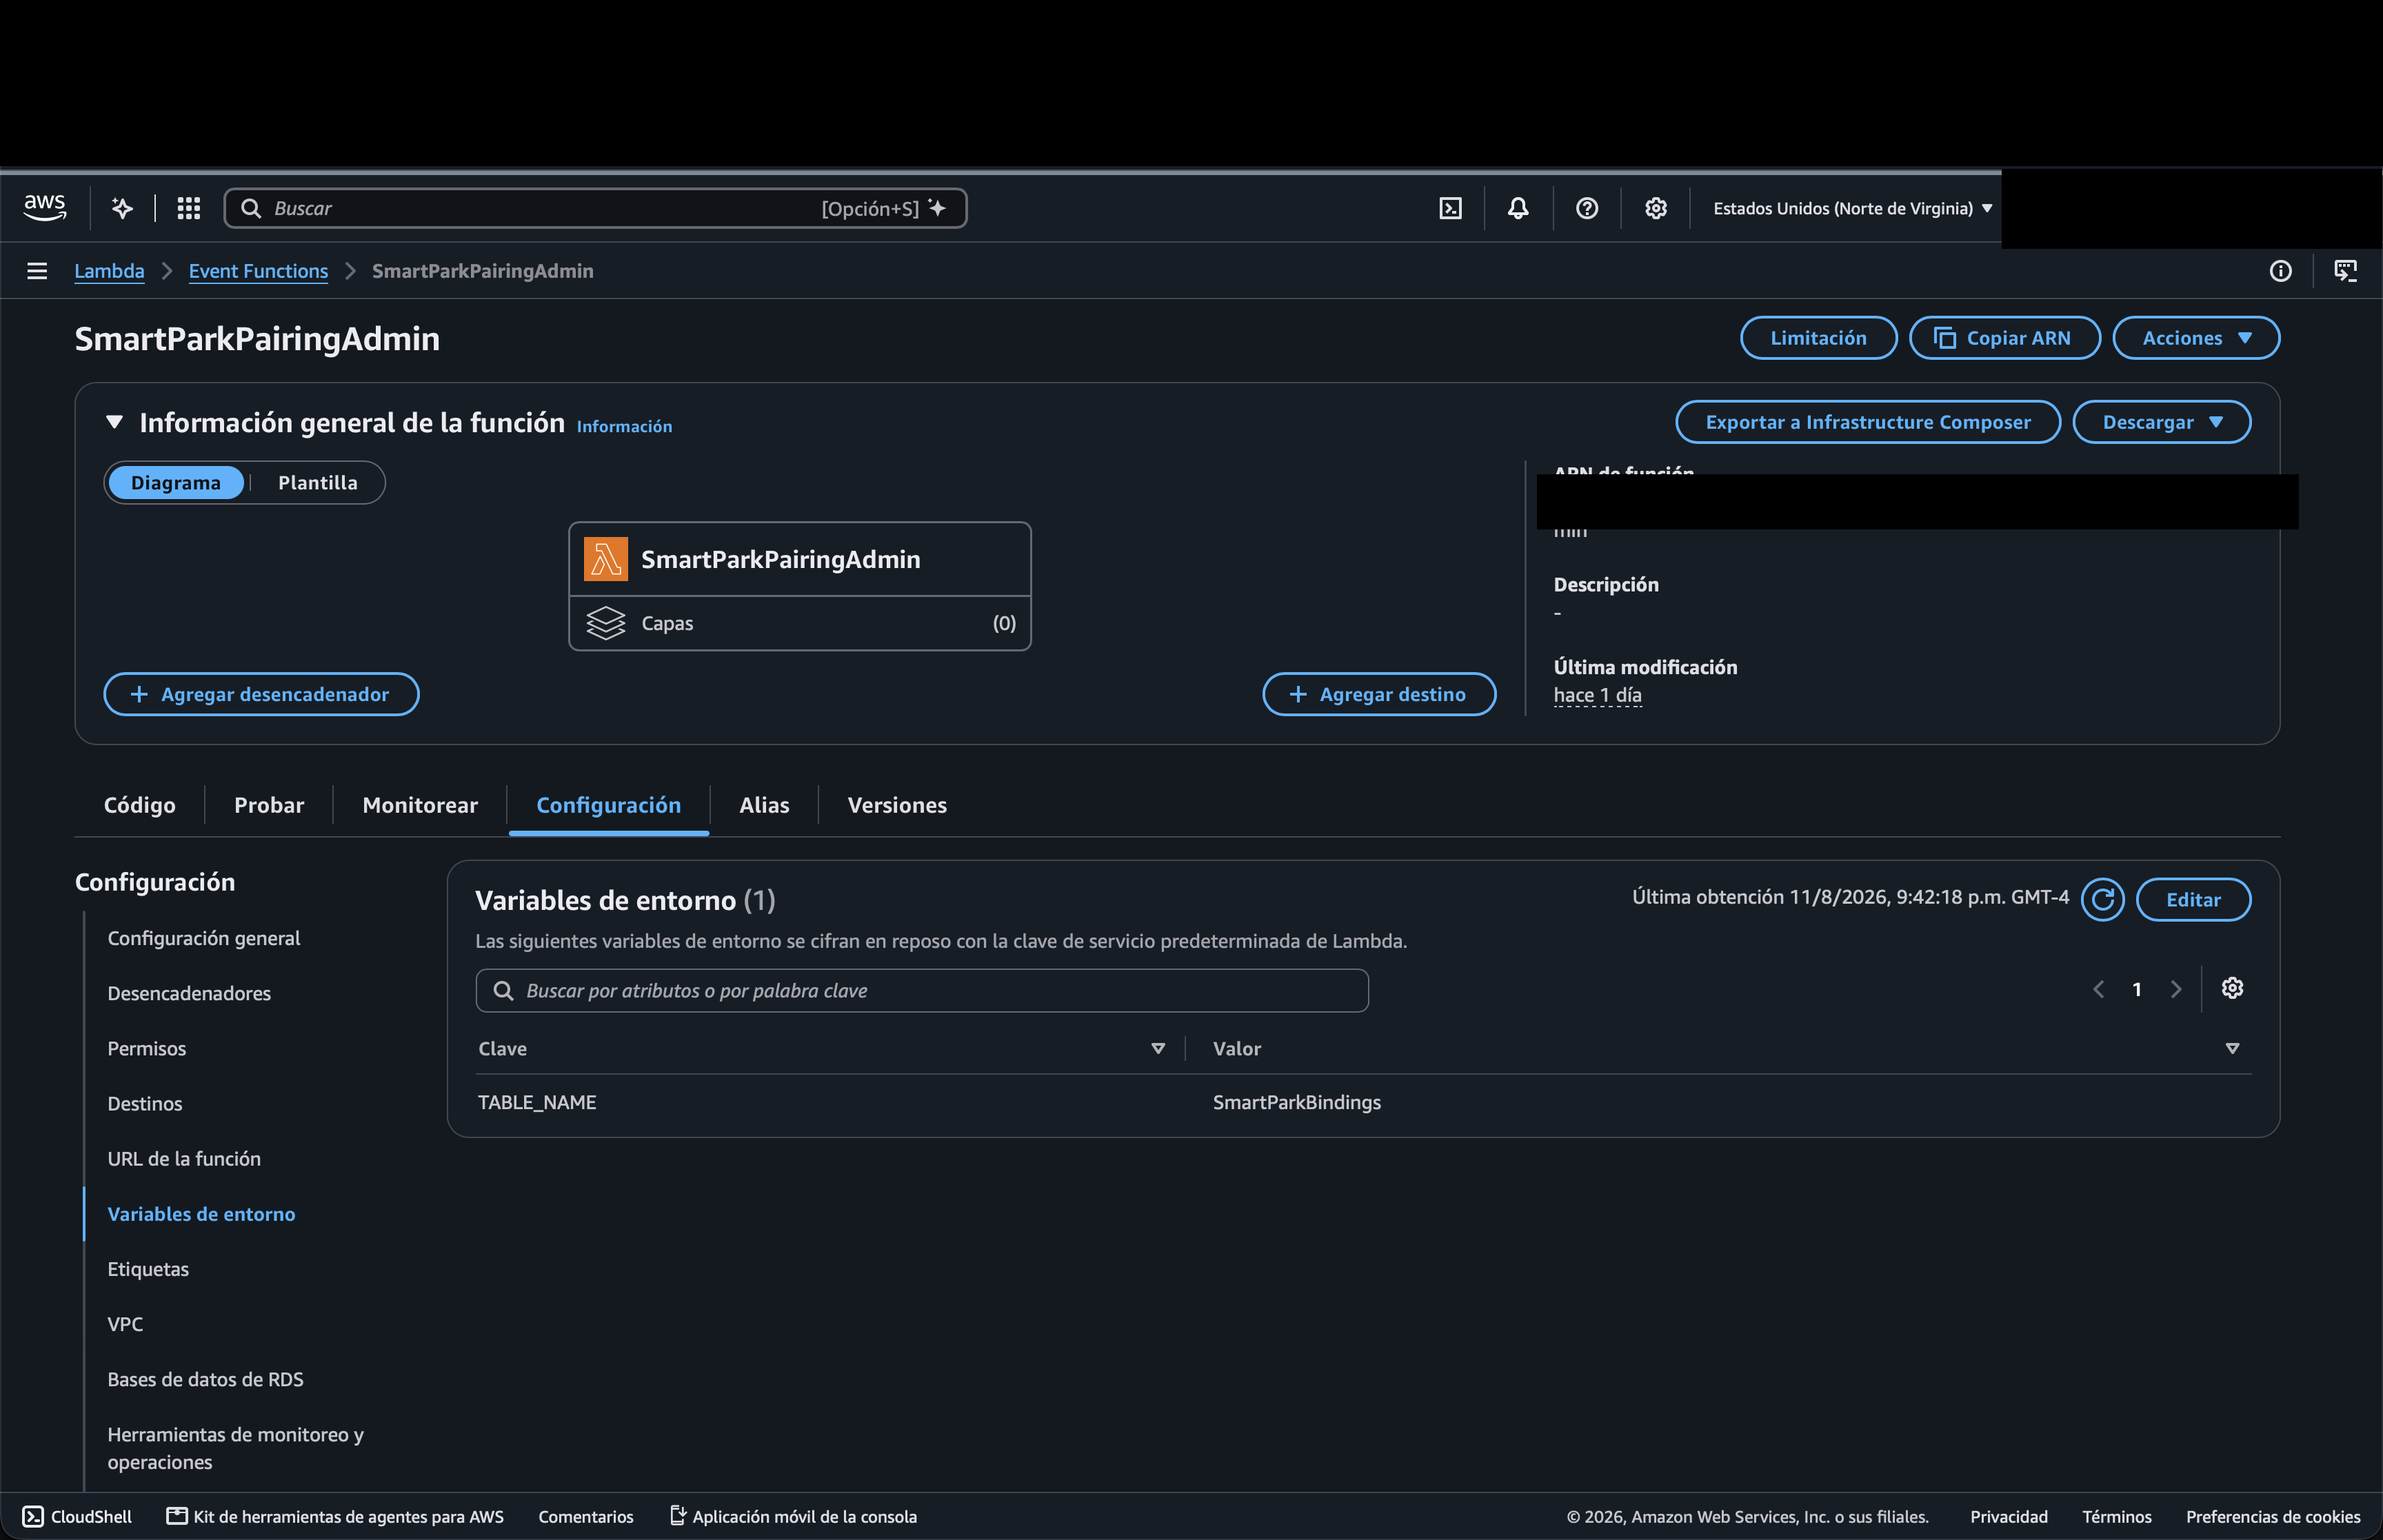 aws
Buscar
[Opción+S]
Estados Unidos (Norte de Virginia)
Lambda
Event Functions
SmartParkPairingAdmin
SmartParkPairingAdmin
Limitación
Copiar ARN
Acciones
Información general de la función
Información
Exportar a Infrastructure Composer
Descargar
Diagrama
Plantilla
SmartParkPairingAdmin
Capas
(0)
Agregar desencadenador
Agregar destino
ARN de función
min
Descripción
-
Última modificación
hace 1 día
Código
Probar
Monitorear
Configuración
Alias
Versiones
Configuración
Configuración general
Desencadenadores
Permisos
Destinos
URL de la función
Variables de entorno
Etiquetas
VPC
Bases de datos de RDS
Herramientas de monitoreo y
operaciones
Variables de entorno (1)
Última obtención 11/8/2026, 9:42:18 p.m. GMT-4
Editar
Las siguientes variables de entorno se cifran en reposo con la clave de servicio predeterminada de Lambda.
Buscar por atributos o por palabra clave
1
Clave
Valor
TABLE_NAME
SmartParkBindings
CloudShell
Kit de herramientas de agentes para AWS
Comentarios
Aplicación móvil de la consola
© 2026, Amazon Web Services, Inc. o sus filiales.
Privacidad
Términos
Preferencias de cookies